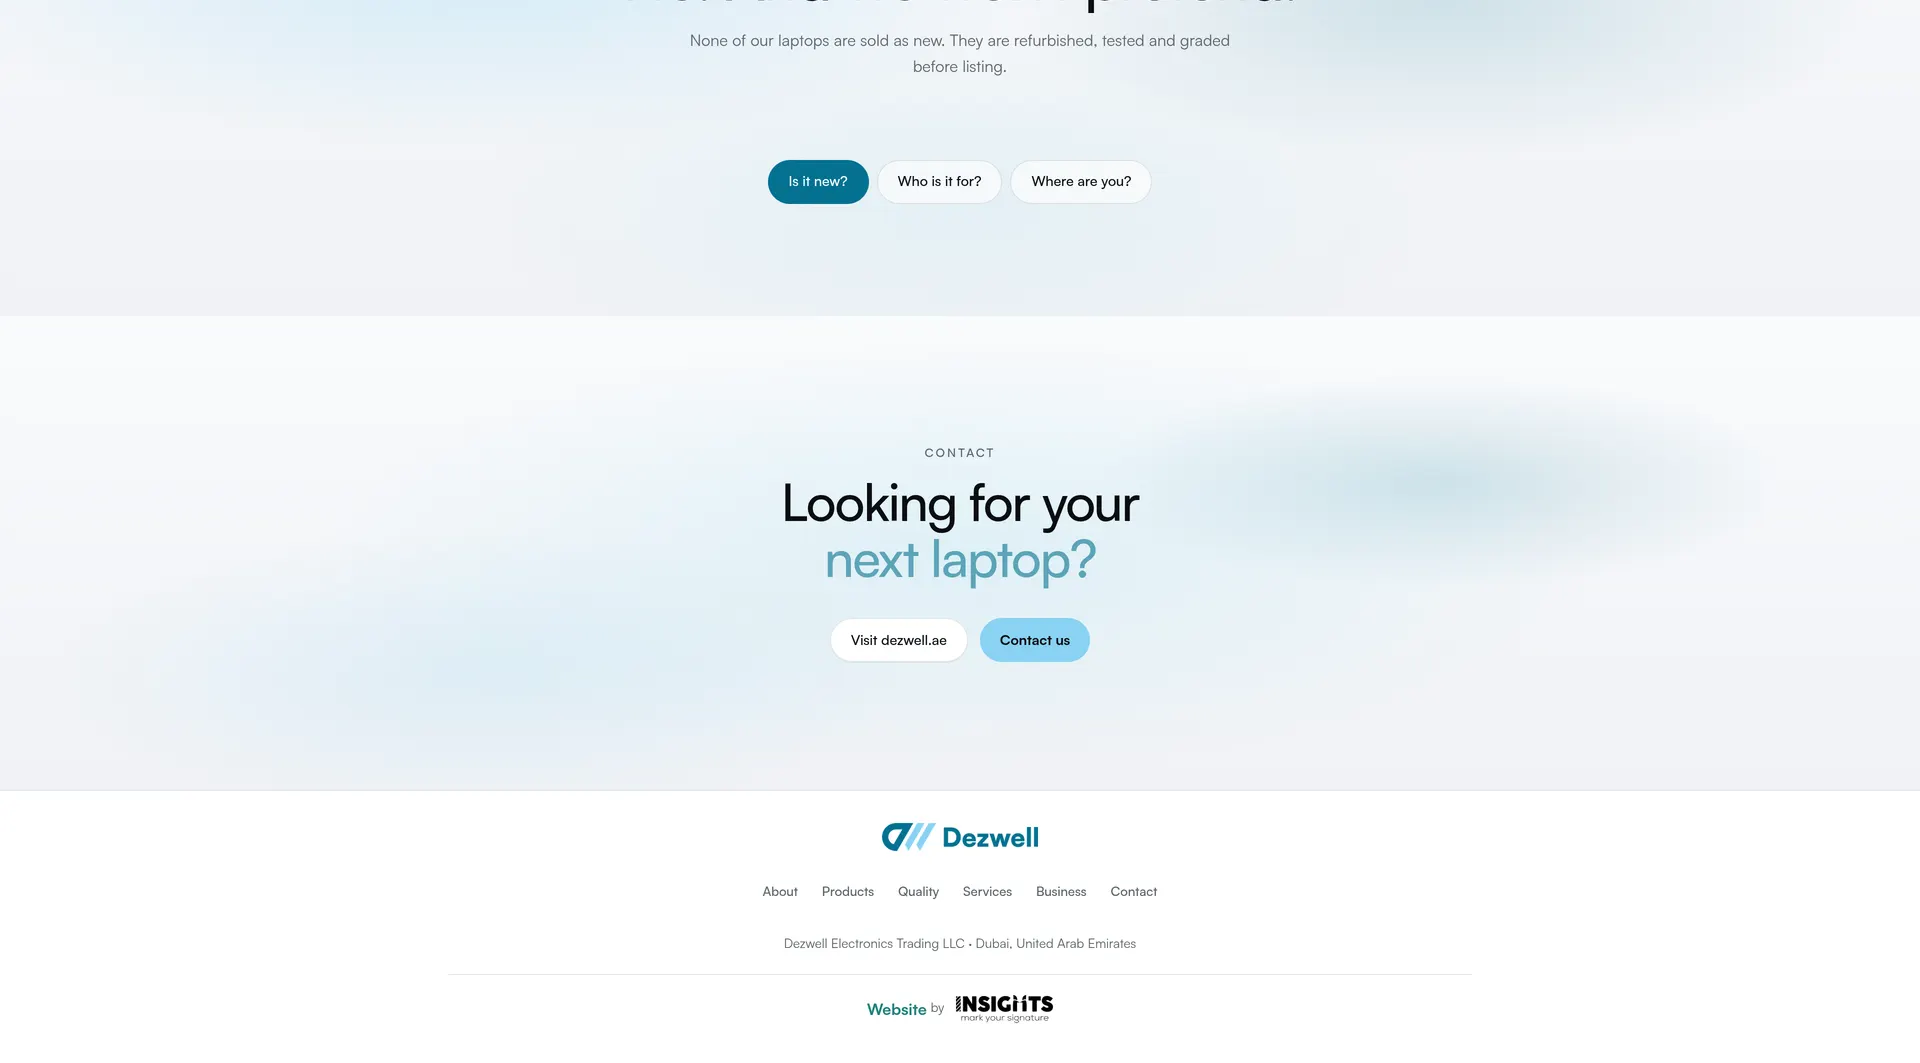 None of our laptops are sold as new. They are refurbished, tested and graded
before listing.
Is it new?
Who is it for?
Where are you?
CONTACT
Looking for your
next laptop?
Visit dezwell.ae
Contact us
Dezwell
About
Products
Quality
Services
Business
Contact
Dezwell Electronics Trading LLC · Dubai, United Arab Emirates
Website by INSIGHTS
mark your signature